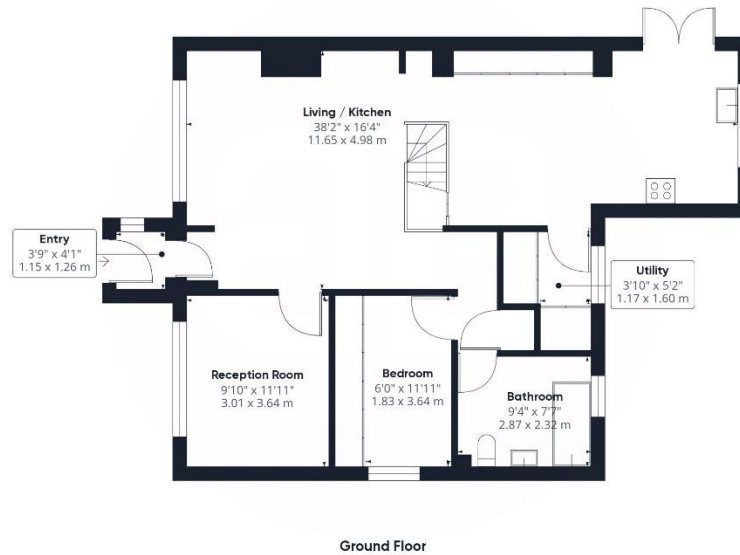 Living / Kitchen
38'2" x 16'4"
11.65 x 4.98 m
Entry
3'9" x 4'1"
1.15 x 1.26 m
Utility
3'10" x 5'2"
1.17 x 1.60 m
Reception Room
9'10" x 11'11"
3.01 x 3.64 m
Bedroom
6'0" x 11'11"
1.83 x 3.64 m
Bathroom
9'4" x 7'7"
2.87 x 2.32 m
Ground Floor